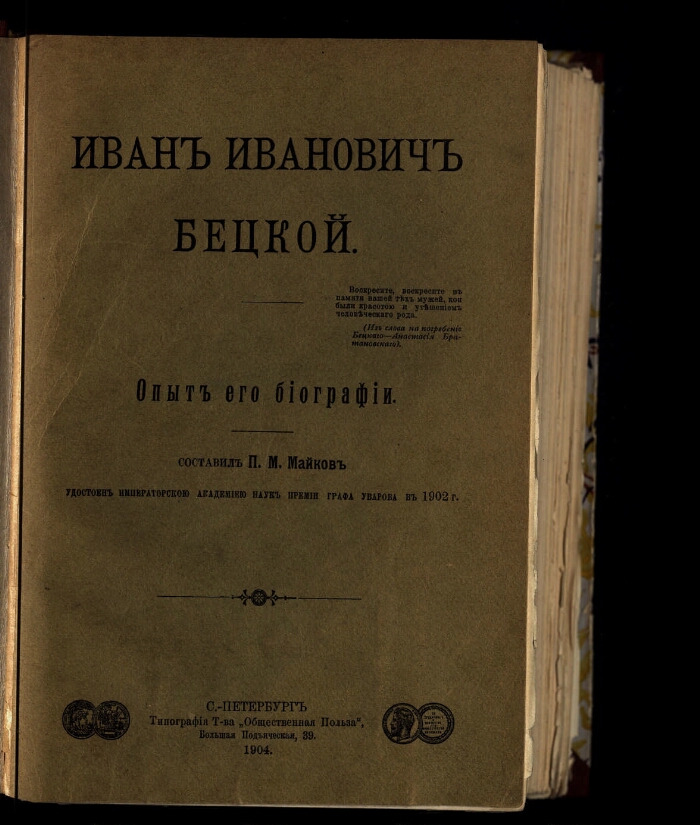 ИВАНЪ ИВАНОВИЧЪ
БЕЦКОЙ.
Воскресите, воскресите въ
памяти вашей тѣхъ мужей, кои
были красотою и утѣшеніемъ
человѣческаго рода.
(Изъ слова на погребеніе
Бецкаго—Анастасія Бра-
тановскаго).
Опытъ его біографіи.
СОСТАВИЛЪ П. М. Майковъ
УДОСТОЕНЪ ИМПЕРАТОРСКОЮ АКАДЕМІЕЮ НАУКЪ ПРЕМІИ ГРАФА УВАРОВА ВЪ 1902 г.
С.-ПЕТЕРБУРГЪ
Типографія Т-ва „Общественная Польза“,
Большая Подъяческая, 39.
1904.